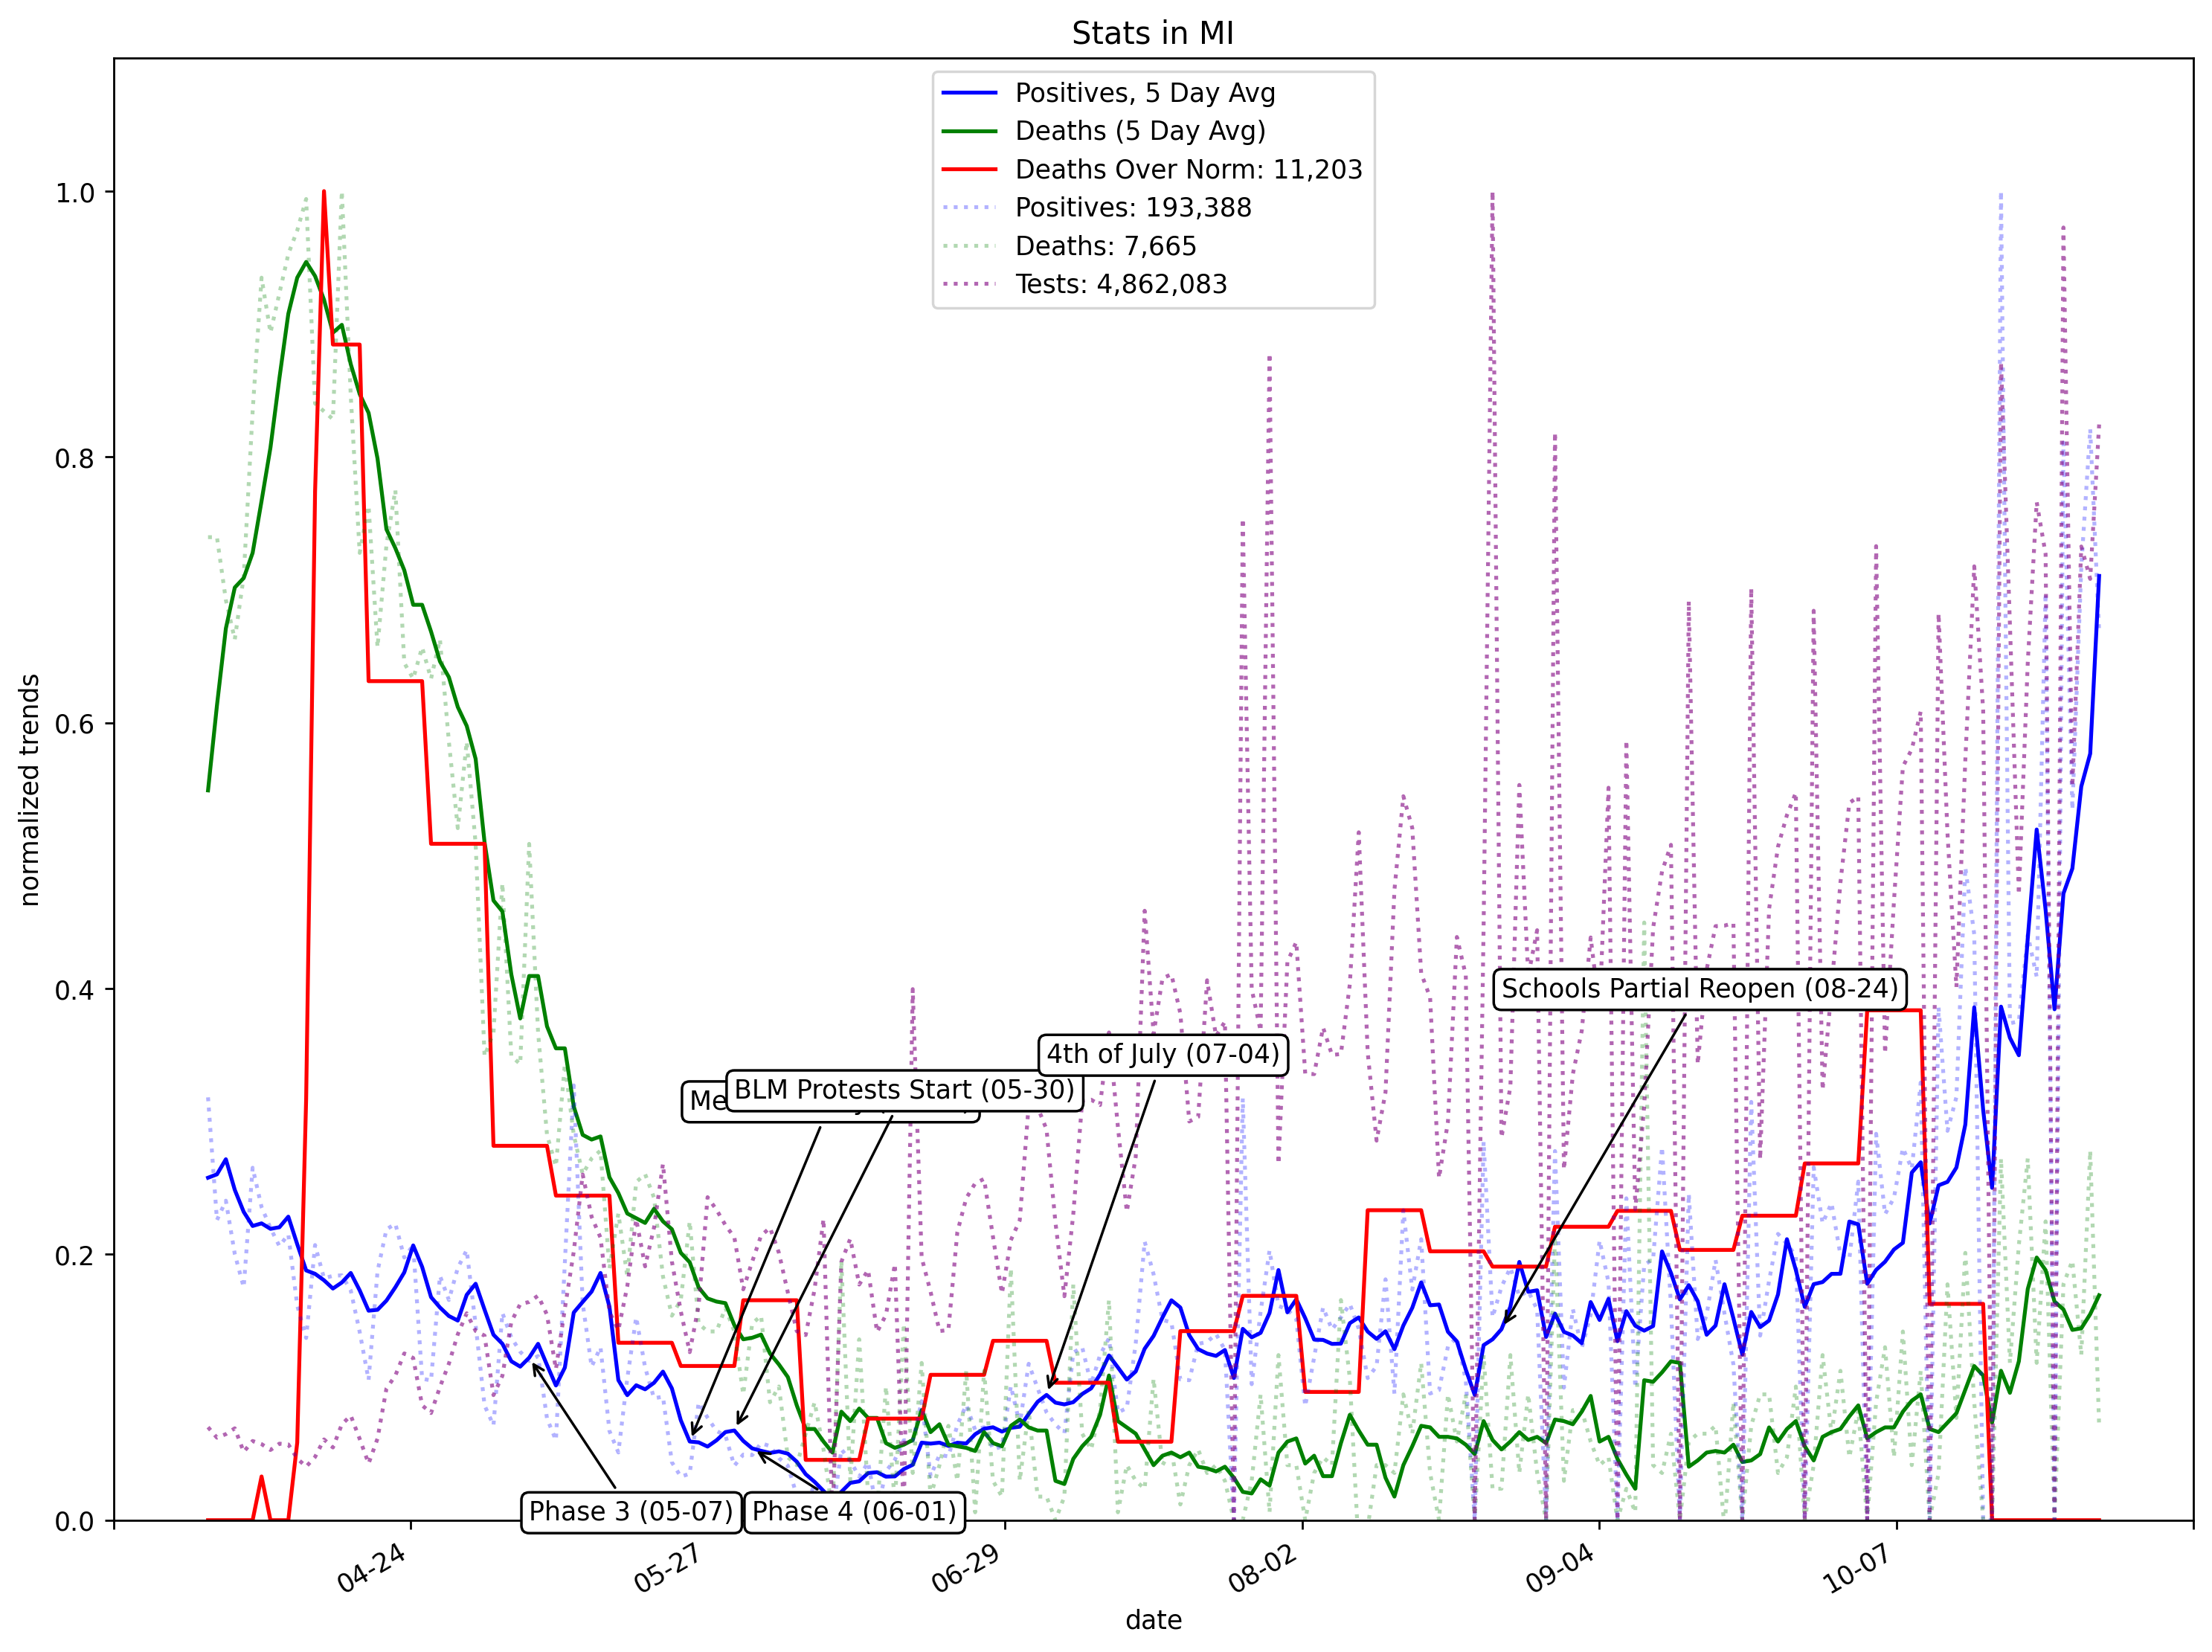 Stats in MI
Positives, 5 Day Avg
Deaths (5 Day Avg)
Deaths Over Norm: 11,203
Positives: 193,388
Deaths: 7,665
Tests: 4,862,083
normalized trends
1.0
0.8
0.6
0.4
0.2
0.0
Schools Partial Reopen (08-24)
4th of July (07-04)
BLM Protests Start (05-30)
Phase 3 (05-07)
Phase 4 (06-01)
04-24
05-27
06-29
08-02
09-04
10-07
date